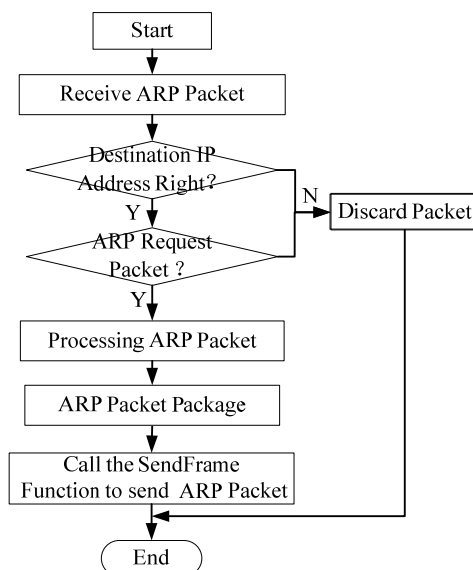 Start
Receive ARP Packet
Destination IP
Address Right?
N
Discard Packet
Y
ARP Request
Packet ?
Y
Processing ARP Packet
ARP Packet Package
Call the SendFrame
Function to send ARP Packet
End